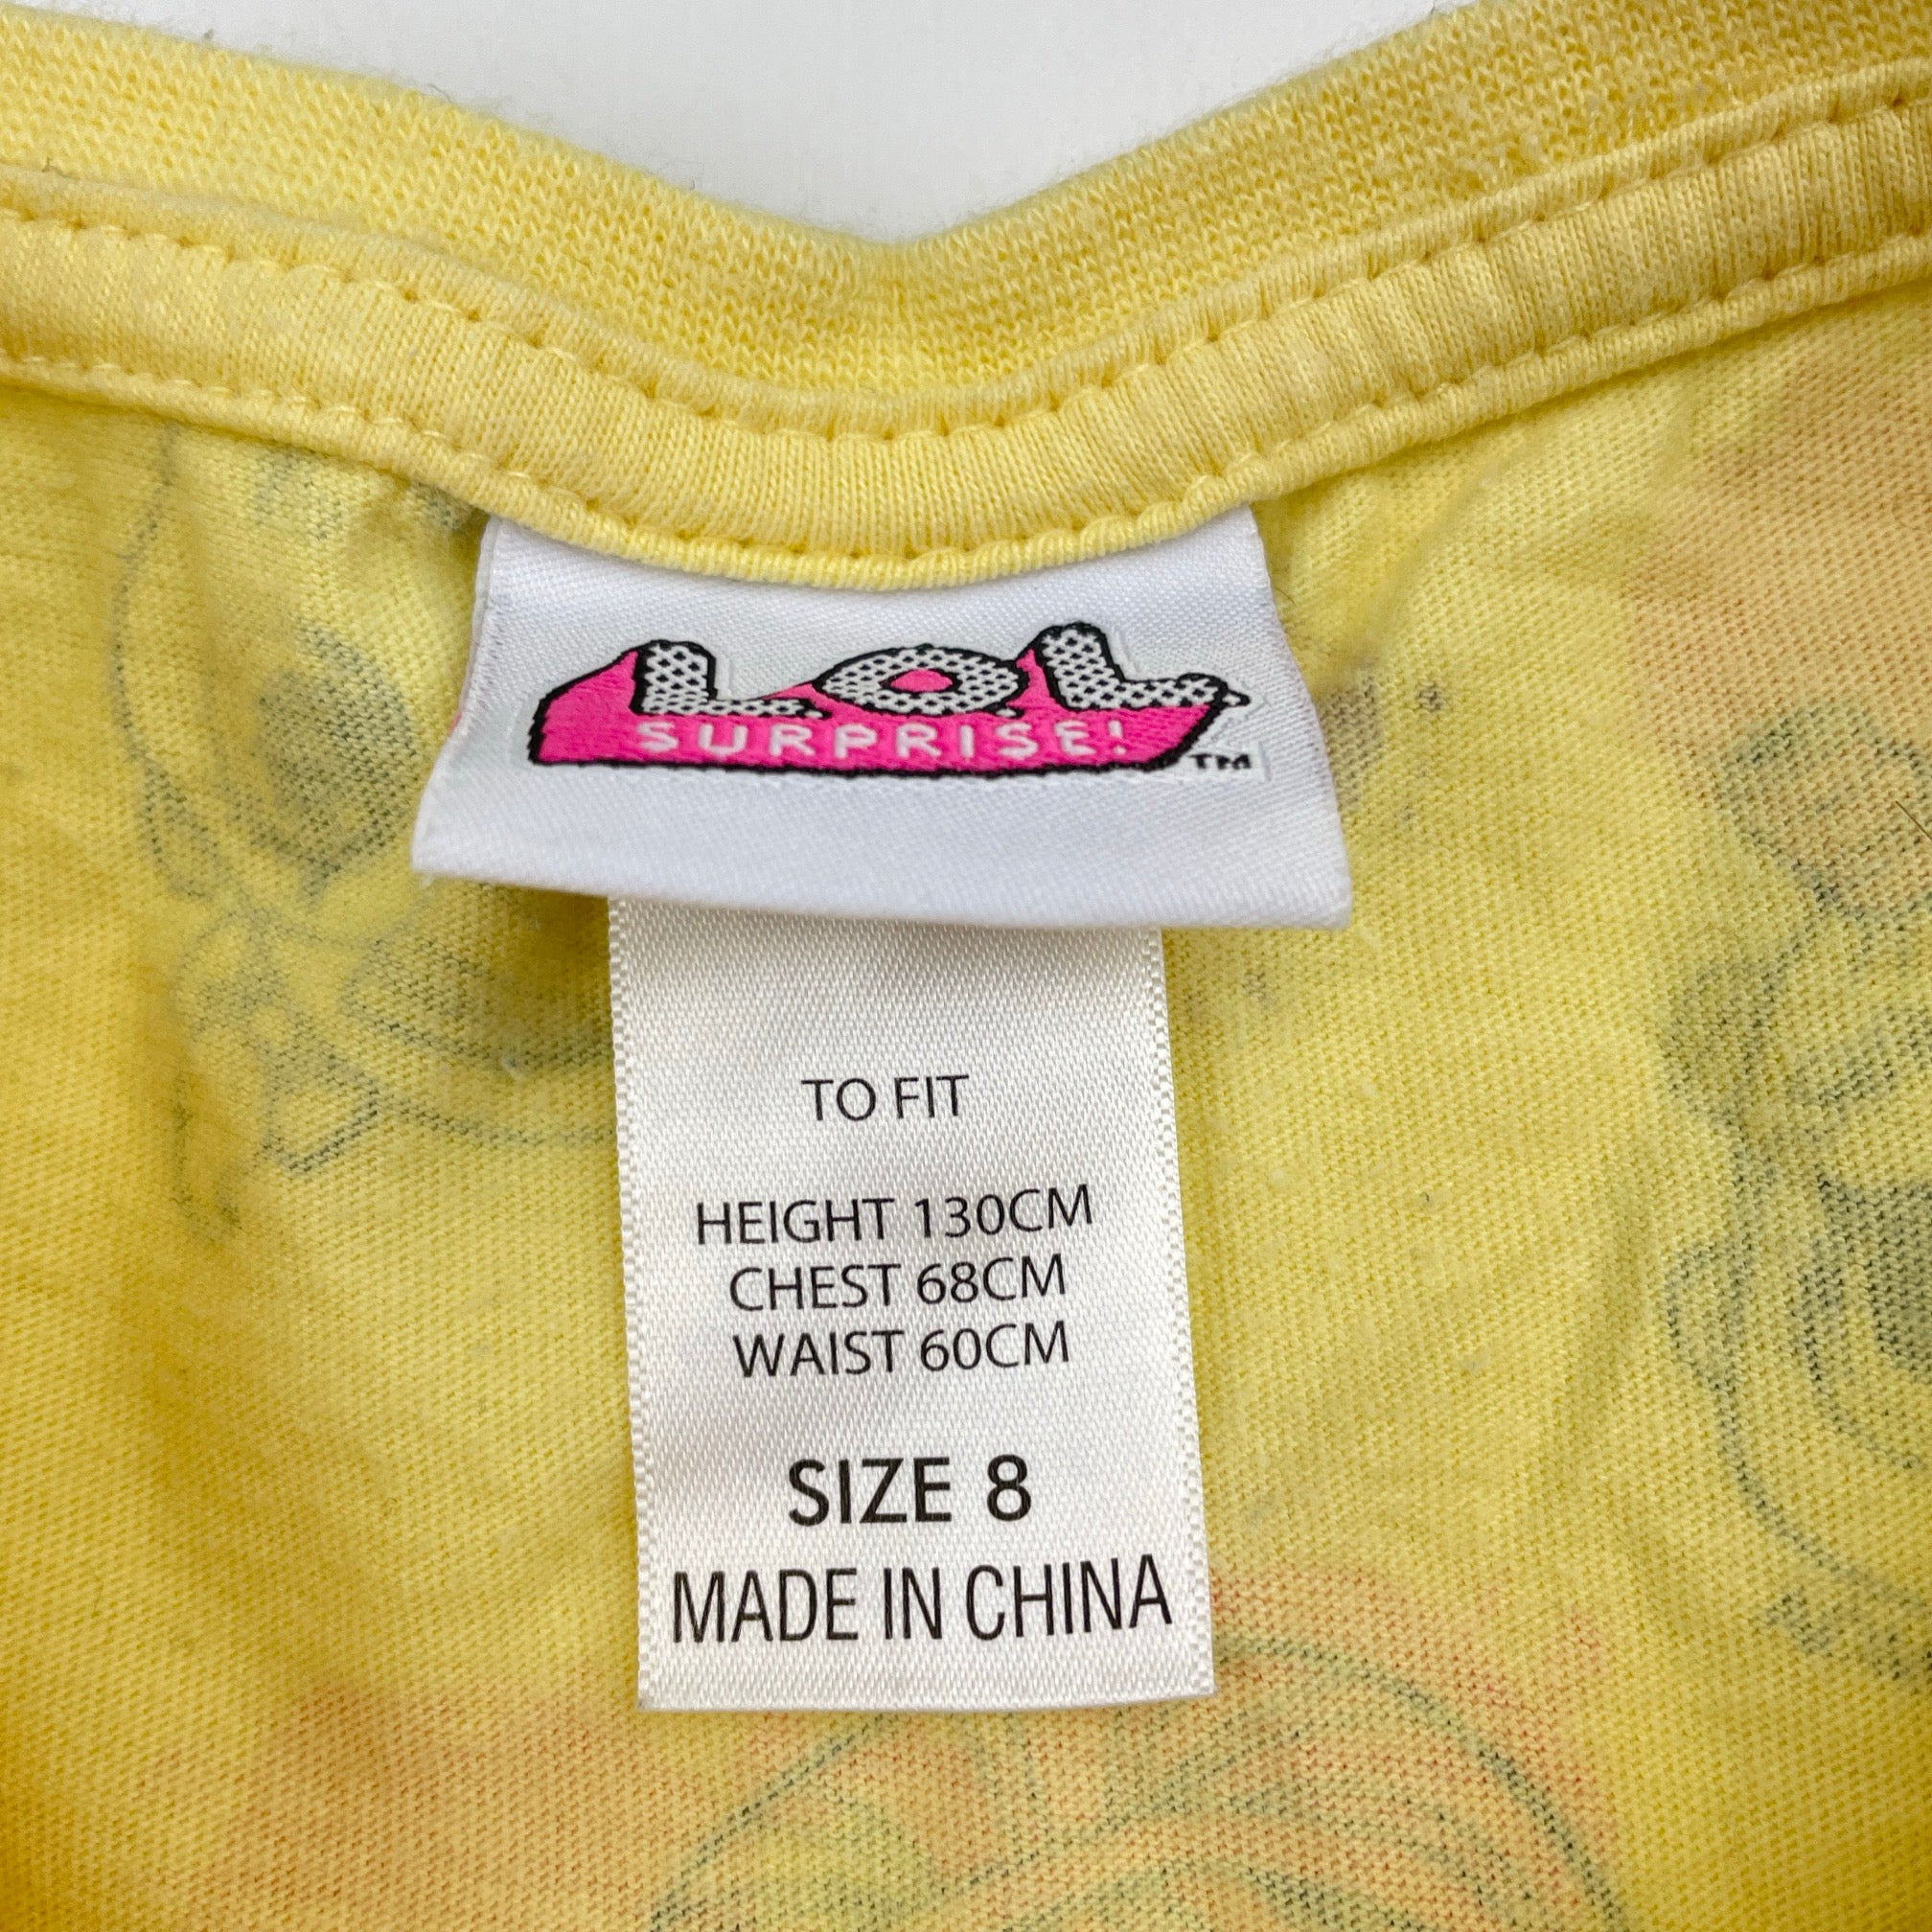 L.O.L.
SURPRISE!
TM
TO FIT
HEIGHT 130CM
CHEST 68CM
WAIST 60CM
SIZE 8
MADE IN CHINA